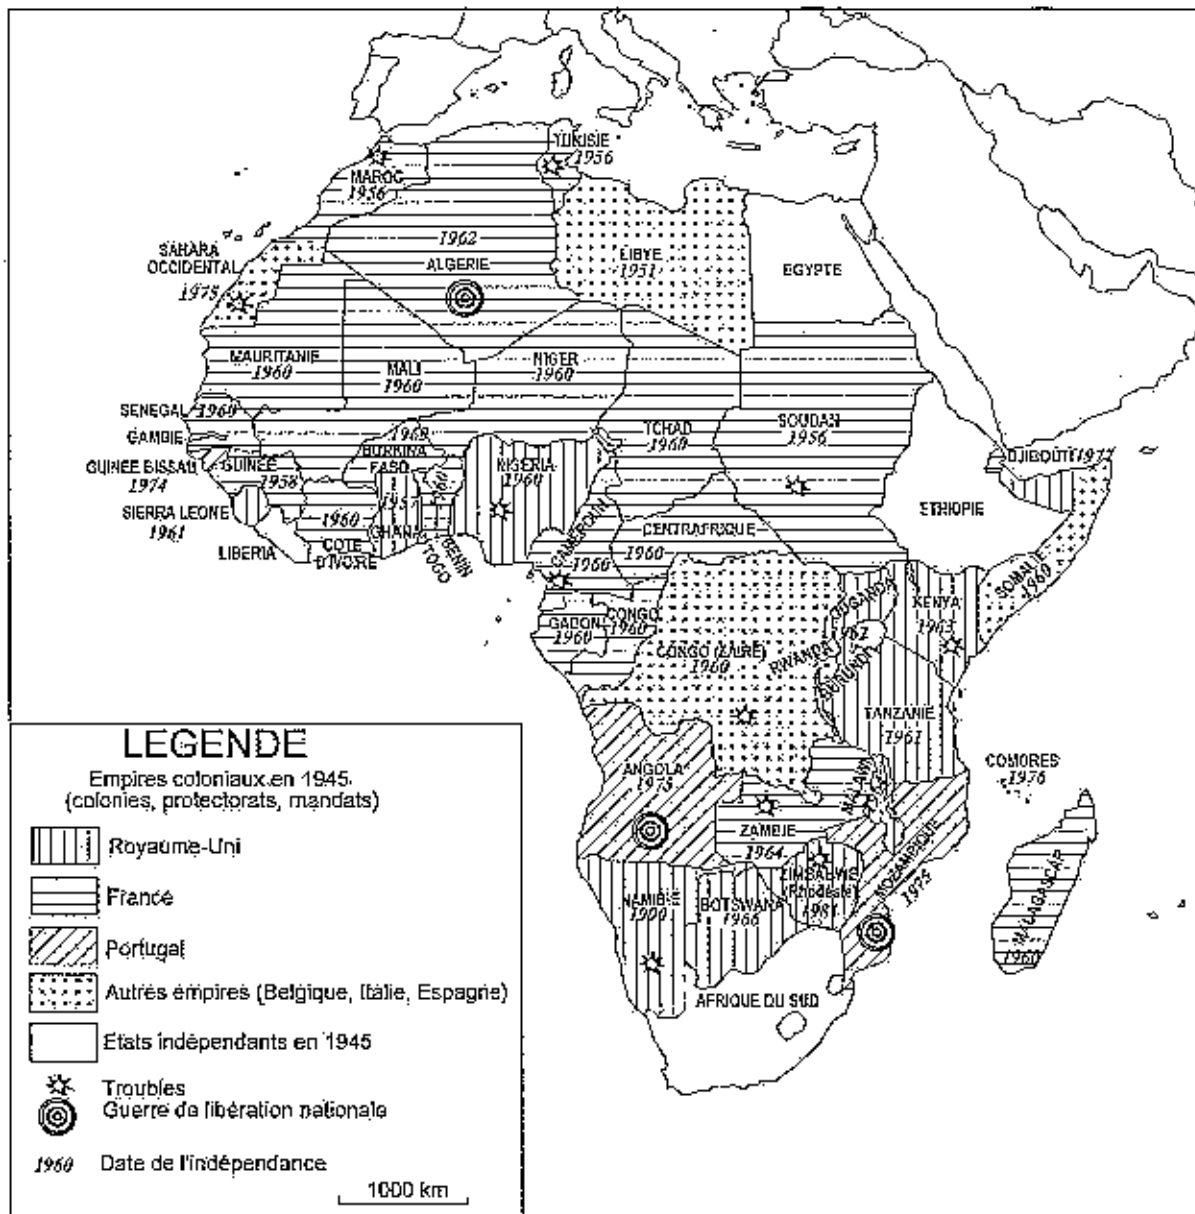 TUNISIE
1956
MAROC
1956
1962
ALGERIE
SAHARA
OCCIDENTAL
1975
LIBYE
1951
EGYPTE
MAURITANIE
1960
MALI
1960
NIGER
1960
SENEGAL
1960
GAMBIE
TCHAD
1960
SOUDAN
1956
GUINEE BISSAU
1974
GUINEE
1958
1960
BURKINA
FASO
NIGERIA
1960
DJIBOUTI
1977
SIERRA LEONE
1961
LIBERIA
1960
COTE
D'IVOIRE
1957
GHANA
TOGO
BENIN
1960
CAMEROUN
1960
CENTRAFRIQUE
1960
ETHIOPIE
SOMALIE
1960
GABON
1960
CONGO
1960
CONGO (ZAIRE)
1960
OUGANDA
1962
KENYA
1963
RWANDA
BURUNDI
TANZANIE
1961
COMORES
1976
ANGOLA
1975
MALAWI
ZAMBIE
1964
MOZAMBIQUE
1975
ZIMBABWE
(Rhodésie)
1981
NAMIBIE
BOTSWANA
1966
MADAGASCAR
1960
AFRIQUE DU SUD
LEGENDE
Empires coloniaux en 1945
(colonies, protectorats, mandats)
Royaume-Uni
France
Portugal
Autres empires (Belgique, Italie, Espagne)
Etats indépendants en 1945
Troubles
Guerre de libération nationale
1960
Date de l'indépendance
1000 km